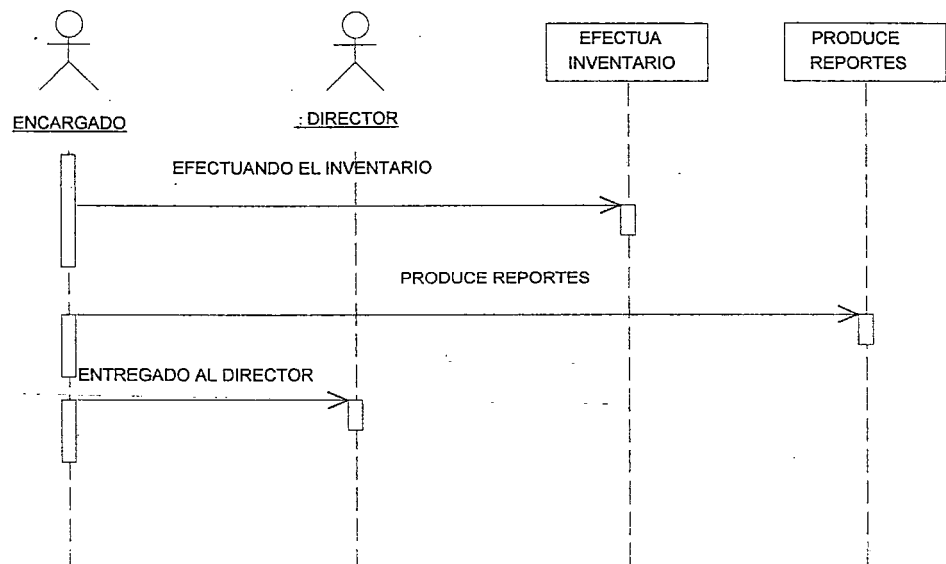 EFECTUA
INVENTARIO
PRODUCE
REPORTES
ENCARGADO
: DIRECTOR
EFECTUANDO EL INVENTARIO
PRODUCE REPORTES
ENTREGADO AL DIRECTOR